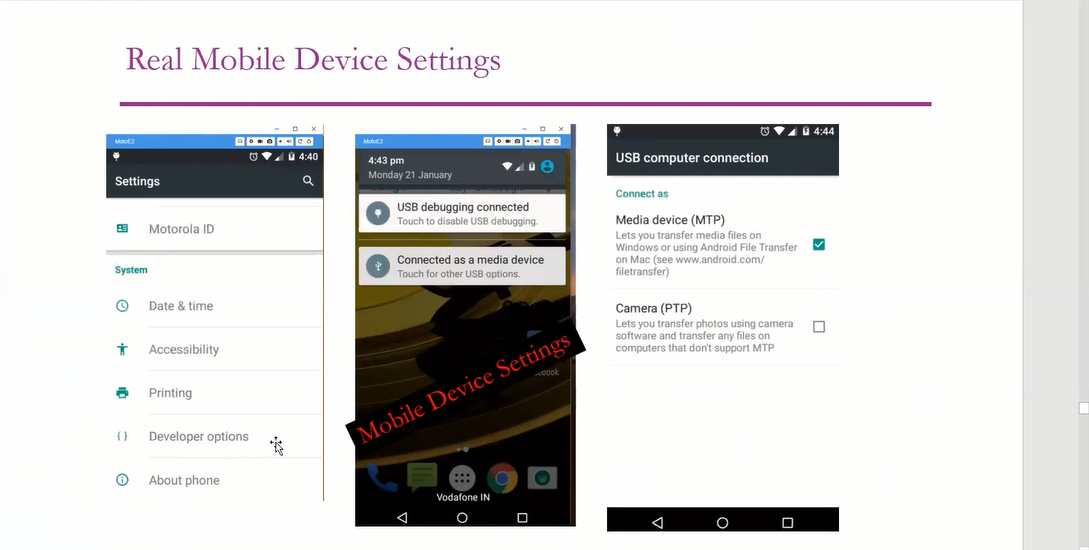 Real Mobile Device Settings
MotoE2
4:40
Settings
Motorola ID
System
Date & time
Accessibility
Printing
Developer options
About phone
MotoE2
4:43 pm
Monday 21 January
USB debugging connected
Touch to disable USB debugging.
Connected as a media device
Touch for other USB options.
Mobile Device Settings
Vodafone IN
4:44
USB computer connection
Connect as
Media device (MTP)
Lets you transfer media files on
Windows or using Android File Transfer
on Mac (see www.android.com/
filetransfer)
Camera (PTP)
Lets you transfer photos using camera
software and transfer any files on
computers that don't support MTP